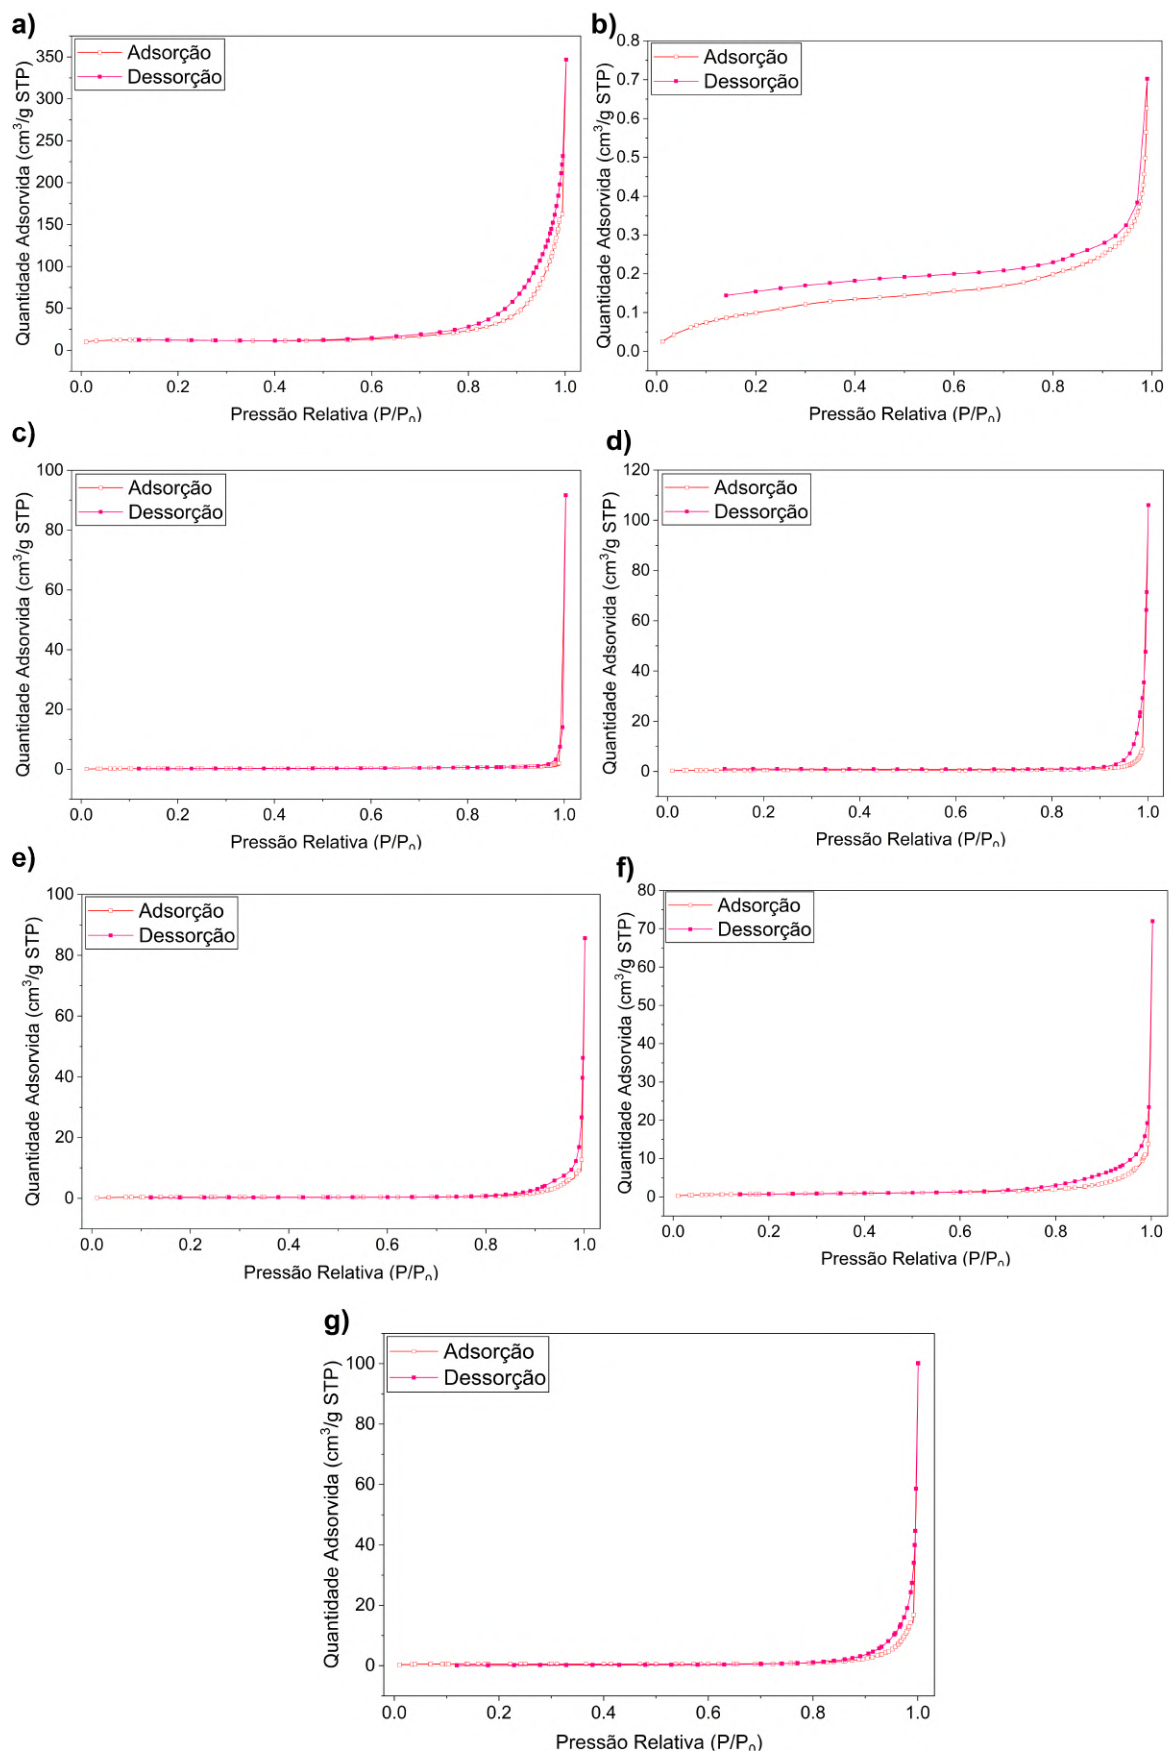 a)
Adsorção
Dessorção
350
300
250
200
150
100
50
0
0.0 0.2 0.4 0.6 0.8 1.0
Quantidade Adsorvida (cm³/g STP)
Pressão Relativa (P/P₀)
b)
Adsorção
Dessorção
0.8
0.7
0.6
0.5
0.4
0.3
0.2
0.1
0.0
0.0 0.2 0.4 0.6 0.8 1.0
Quantidade Adsorvida (cm³/g STP)
Pressão Relativa (P/P₀)
c)
Adsorção
Dessorção
100
80
60
40
20
0
0.0 0.2 0.4 0.6 0.8 1.0
Quantidade Adsorvida (cm³/g STP)
Pressão Relativa (P/P₀)
d)
Adsorção
Dessorção
120
100
80
60
40
20
0
0.0 0.2 0.4 0.6 0.8 1.0
Quantidade Adsorvida (cm³/g STP)
Pressão Relativa (P/P₀)
e)
Adsorção
Dessorção
100
80
60
40
20
0
0.0 0.2 0.4 0.6 0.8 1.0
Quantidade Adsorvida (cm³/g STP)
Pressão Relativa (P/P₀)
f)
Adsorção
Dessorção
80
70
60
50
40
30
20
10
0
0.0 0.2 0.4 0.6 0.8 1.0
Quantidade Adsorvida (cm³/g STP)
Pressão Relativa (P/P₀)
g)
Adsorção
Dessorção
100
80
60
40
20
0
0.0 0.2 0.4 0.6 0.8 1.0
Quantidade Adsorvida (cm³/g STP)
Pressão Relativa (P/P₀)